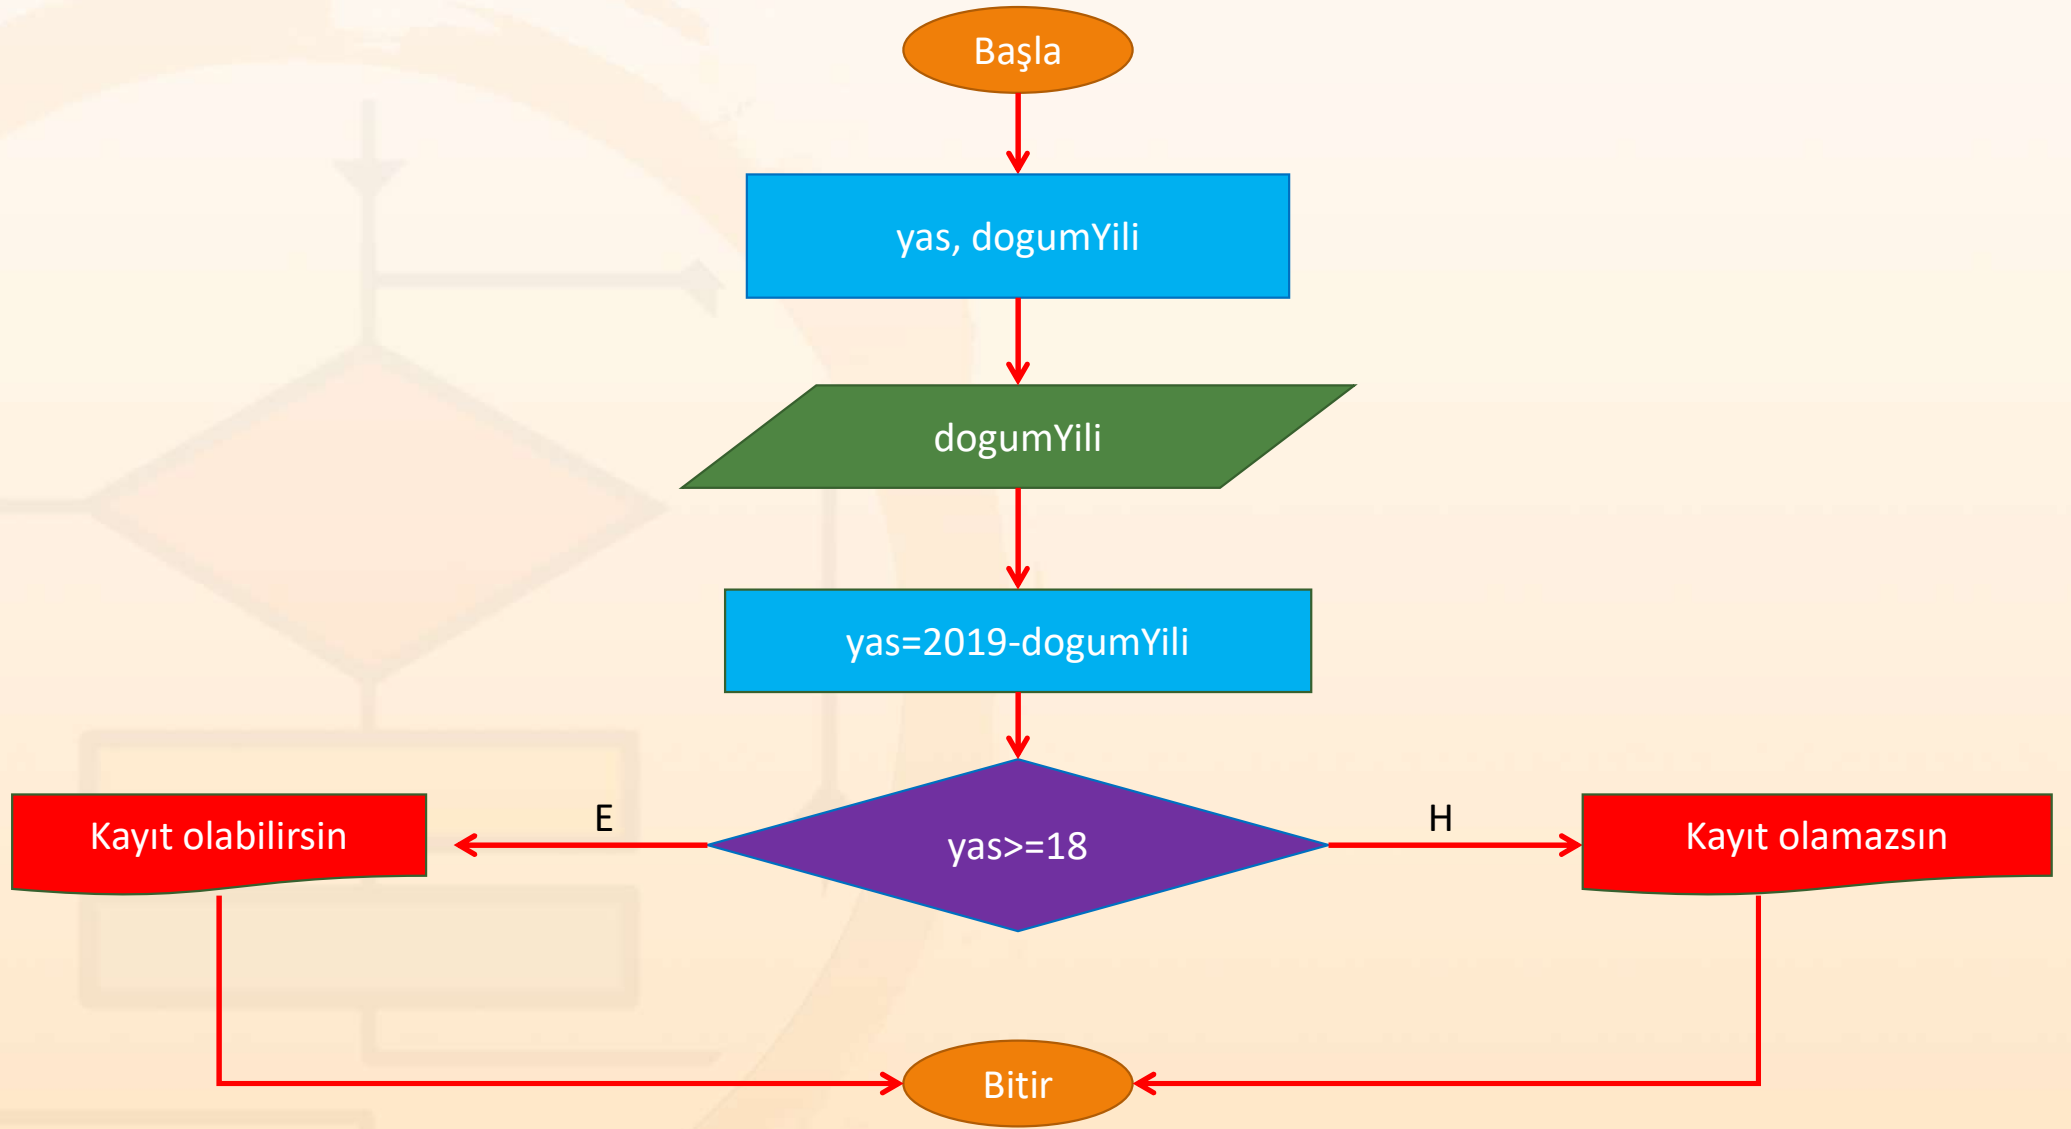 Başla
yas, dogumYili
dogumYili
yas=2019-dogumYili
yas>=18
E
H
Kayıt olabilirsin
Kayıt olamazsın
Bitir